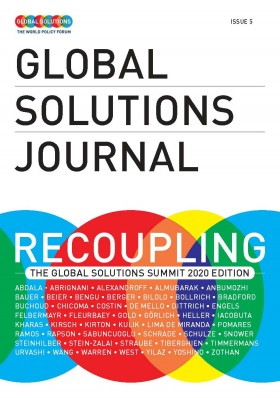 GLOBAL SOLUTIONS
THE WORLD POLICY FORUM
ISSUE 5
GLOBAL
SOLUTIONS
JOURNAL
RECOUPLING
THE GLOBAL SOLUTIONS SUMMIT 2020 EDITION
ABDALA • ABRIGNANI • ALEXANDROFF • ALMUBARAK • ANBUMOZHI
BAUER • BEIER • BENGU • BERGER • BILOLO • BOLLRICH • BRADFORD
BUCHOUD • CHICOMA • COSTIN • DE MELLO • DITTRICH • ENGELS
FELBERMAYR • FLEURBAEY • GOLD • GÖRLICH • HELLER • IACOBUTA
KHARAS • KIRSCH • KIRTON • KULIK • LIMA DE MIRANDA • POMARES
RAMOS • RAPSON • SABUNCUOGLU • SCHRADE • SCHULZE • SNOWER
STEINHILBER • STEIN-ZALAI • STRAUBE • TIBERGHIEN • TIMMERMANS
URVASHI • WANG • WARREN • WEST • YILAZ • YOSHINO • ZOTHAN